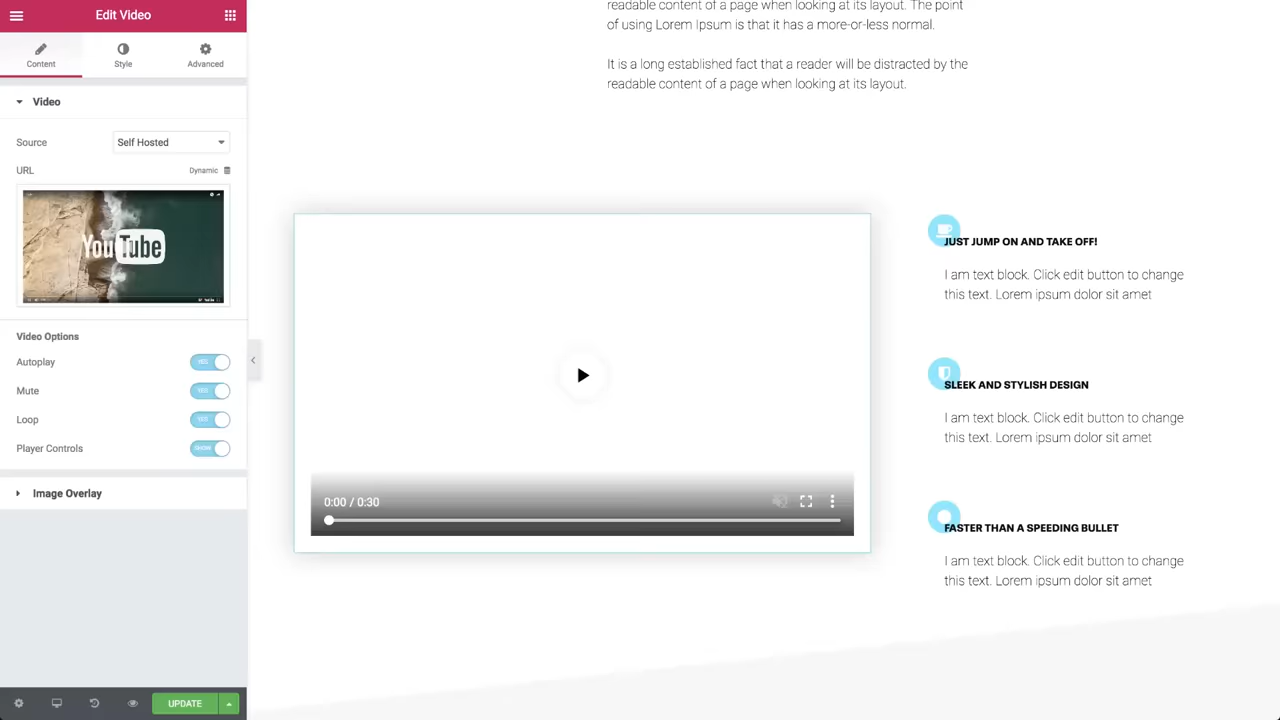 Edit Video
Content
Style
Advanced
Video
Source
Self Hosted
URL
Dynamic
YouTube
Video Options
Autoplay
YES
Mute
YES
Loop
YES
Player Controls
SHOW
Image Overlay
UPDATE
readable content of a page when looking at its layout. The point
of using Lorem Ipsum is that it has a more-or-less normal.
It is a long established fact that a reader will be distracted by the
readable content of a page when looking at its layout.
0:00 / 0:30
JUST JUMP ON AND TAKE OFF!
I am text block. Click edit button to change
this text. Lorem ipsum dolor sit amet
SLEEK AND STYLISH DESIGN
I am text block. Click edit button to change
this text. Lorem ipsum dolor sit amet
FASTER THAN A SPEEDING BULLET
I am text block. Click edit button to change
this text. Lorem ipsum dolor sit amet